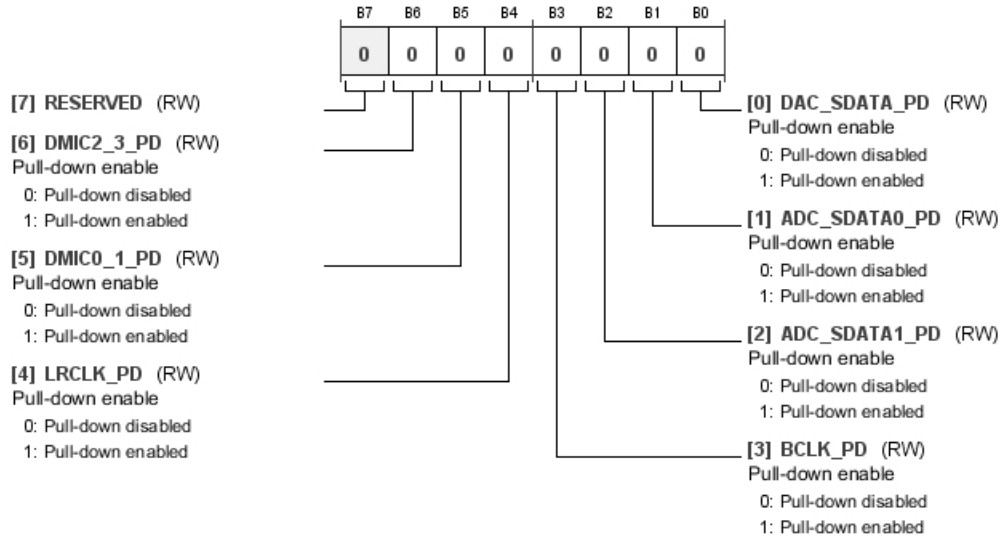 B7 B6 B5 B4 B3 B2 B1 B0
0 0 0 0 0 0 0 0
[7] RESERVED (RW)
[6] DMIC2_3_PD (RW)
Pull-down enable
0: Pull-down disabled
1: Pull-down enabled
[5] DMIC0_1_PD (RW)
Pull-down enable
0: Pull-down disabled
1: Pull-down enabled
[4] LRCLK_PD (RW)
Pull-down enable
0: Pull-down disabled
1: Pull-down enabled
[0] DAC_SDATA_PD (RW)
Pull-down enable
0: Pull-down disabled
1: Pull-down enabled
[1] ADC_SDATA0_PD (RW)
Pull-down enable
0: Pull-down disabled
1: Pull-down enabled
[2] ADC_SDATA1_PD (RW)
Pull-down enable
0: Pull-down disabled
1: Pull-down enabled
[3] BCLK_PD (RW)
Pull-down enable
0: Pull-down disabled
1: Pull-down enabled